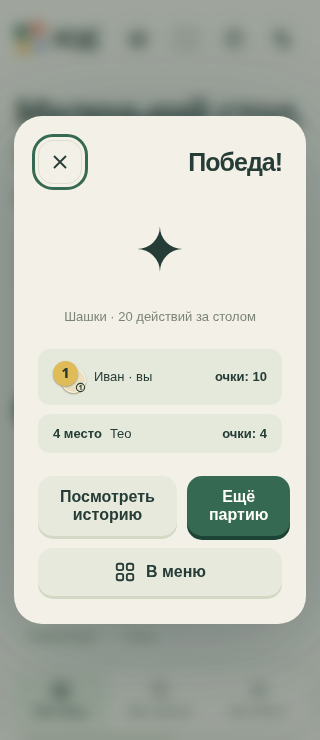 Победа!
Шашки · 20 действий за столом
1 Иван · вы очки: 10
4 место Тео очки: 4
Посмотреть
историю
Ещё
партию
В меню